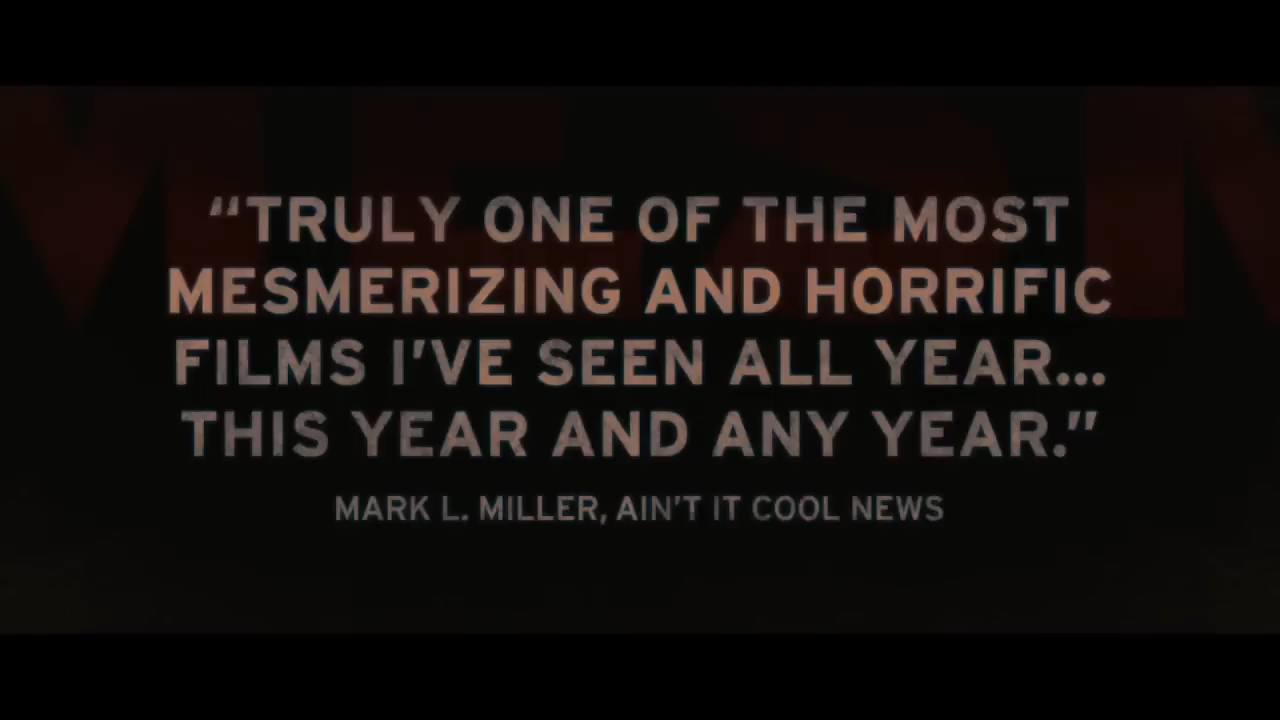 “TRULY ONE OF THE MOST
MESMERIZING AND HORRIFIC
FILMS I’VE SEEN ALL YEAR...
THIS YEAR AND ANY YEAR.”
MARK L. MILLER, AIN’T IT COOL NEWS